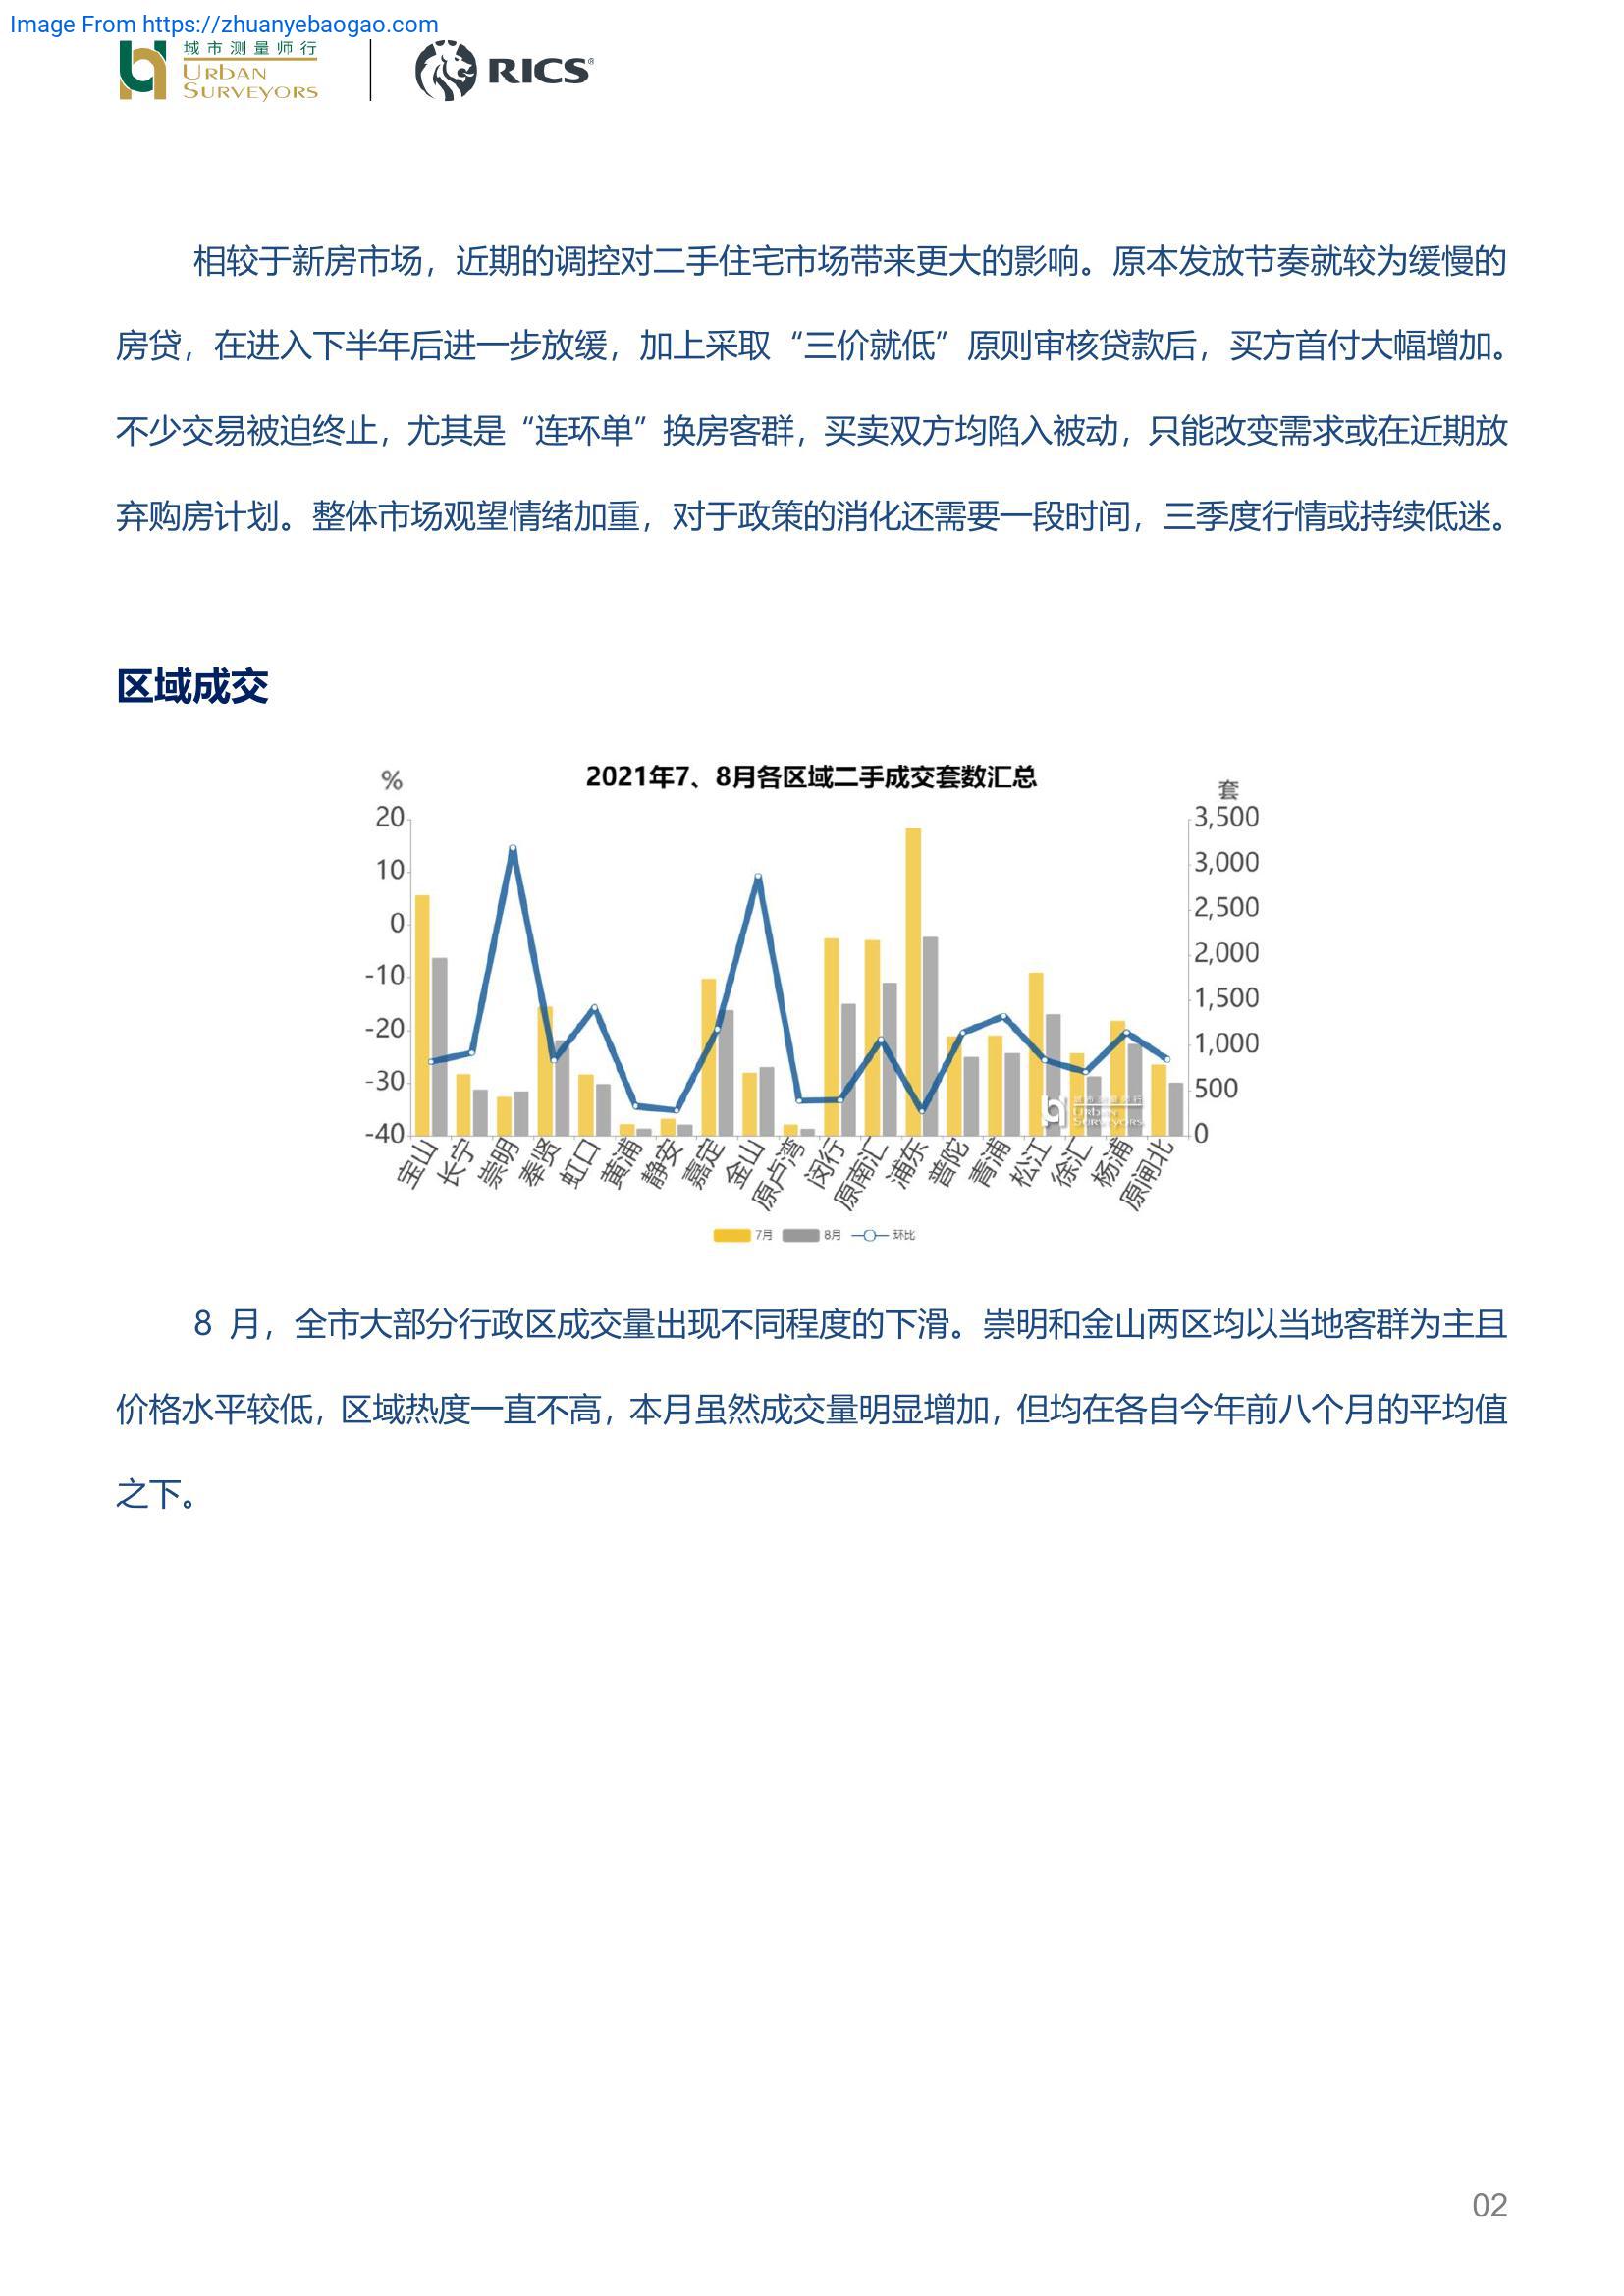 Image From https://zhuanyebaogao.com
城市测量师行
URBAN
SURVEYORS
RICS®
相较于新房市场，近期的调控对二手住宅市场带来更大的影响。原本发放节奏就较为缓慢的
房贷，在进入下半年后进一步放缓，加上采取“三价就低”原则审核贷款后，买方首付大幅增加。
不少交易被迫终止，尤其是“连环单”换房客群，买卖双方均陷入被动，只能改变需求或在近期放
弃购房计划。整体市场观望情绪加重，对于政策的消化还需要一段时间，三季度行情或持续低迷。
区域成交
2021年7、8月各区域二手成交套数汇总
%
20
10
0
-10
-20
-30
-40
套
3,500
3,000
2,500
2,000
1,500
1,000
500
0
城市测量师行
URBAN
SURVEYORS
宝山
长宁
崇明
奉贤
虹口
黄浦
静安
嘉定
金山
原卢湾
闵行
原南汇
浦东
普陀
青浦
松江
徐汇
杨浦
原闸北
7月 8月 环比
8 月，全市大部分行政区成交量出现不同程度的下滑。崇明和金山两区均以当地客群为主且
价格水平较低，区域热度一直不高，本月虽然成交量明显增加，但均在各自今年前八个月的平均值
之下。
02